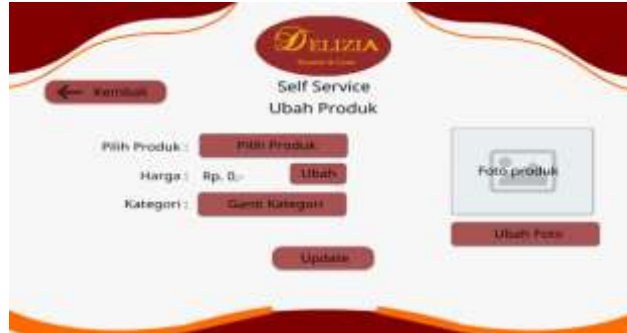 DELIZIA
Self Service
Ubah Produk
← Kembali
Pilih Produk : Pilih Produk
Harga : Rp. 0,- Ubah
Kategori : Ganti Kategori
Foto produk
Ubah Foto
Update